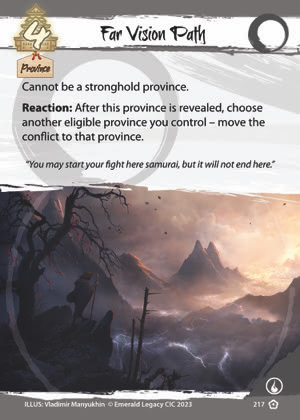 Far Vision Path
4
Province
Cannot be a stronghold province.
Reaction: After this province is revealed, choose
another eligible province you control – move the
conflict to that province.
"You may start your fight here samurai, but it will not end here."
ILLUS: Vladimir Manyukhin © Emerald Legacy CIC 2023
217